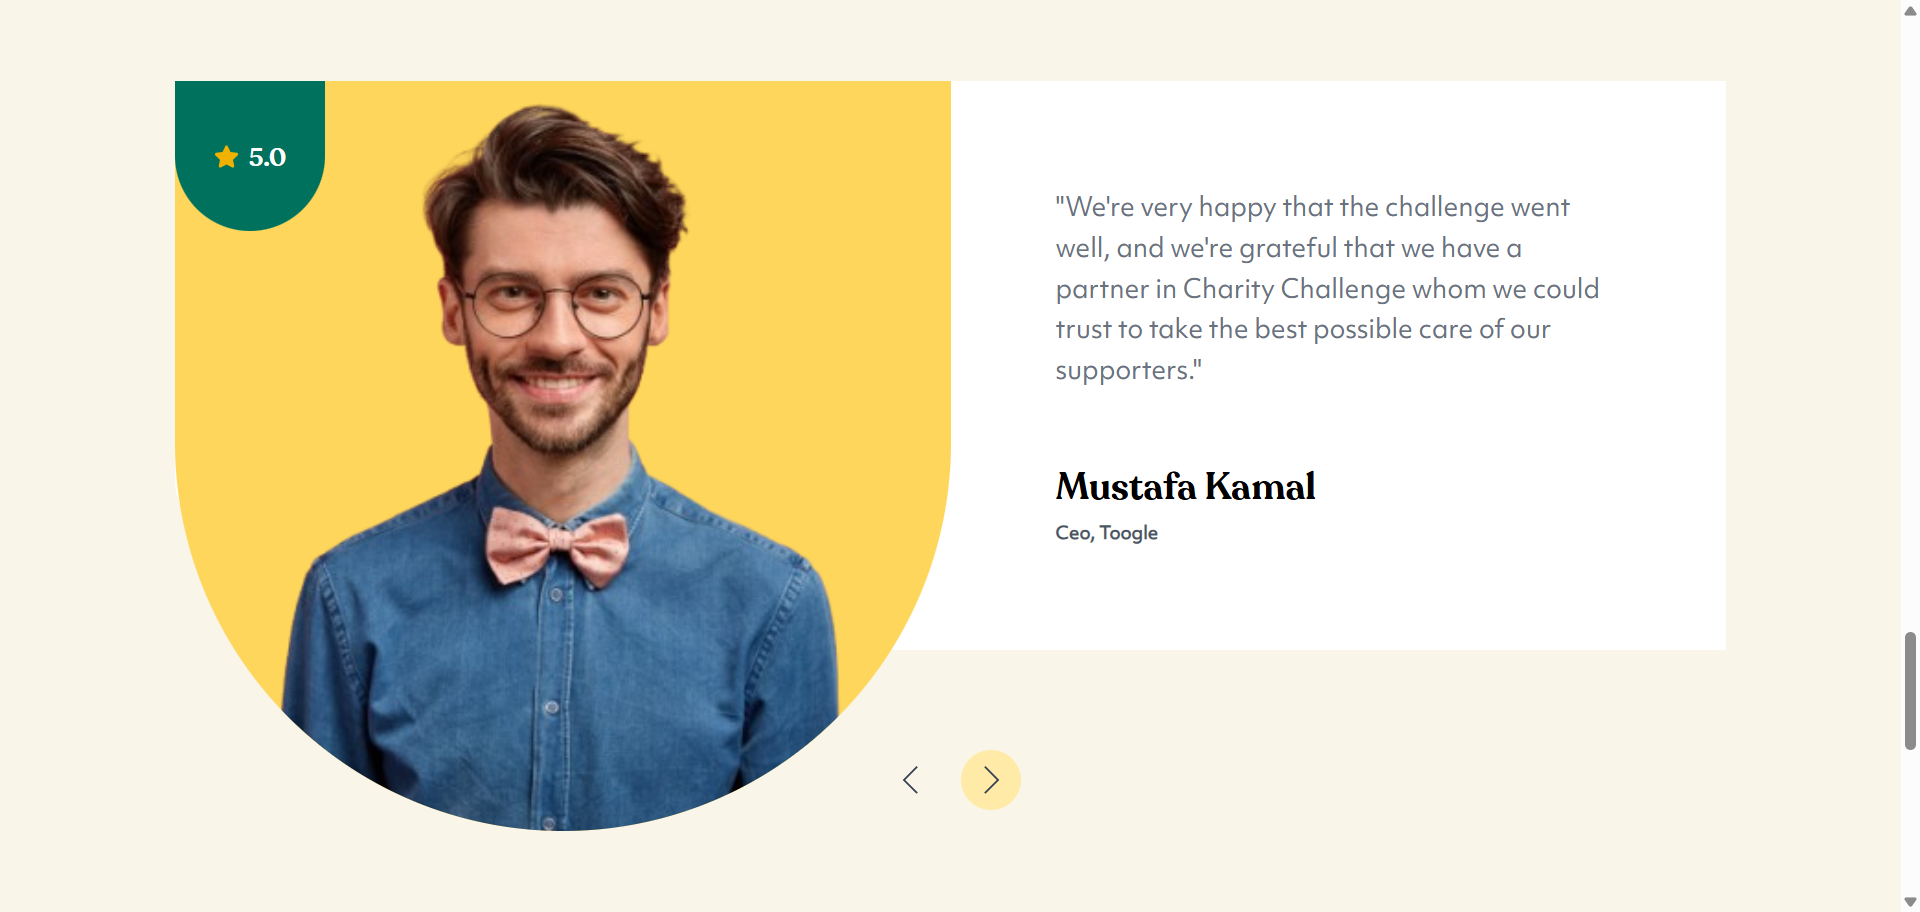 5.0
"We're very happy that the challenge went
well, and we're grateful that we have a
partner in Charity Challenge whom we could
trust to take the best possible care of our
supporters."
Mustafa Kamal
Ceo, Toogle